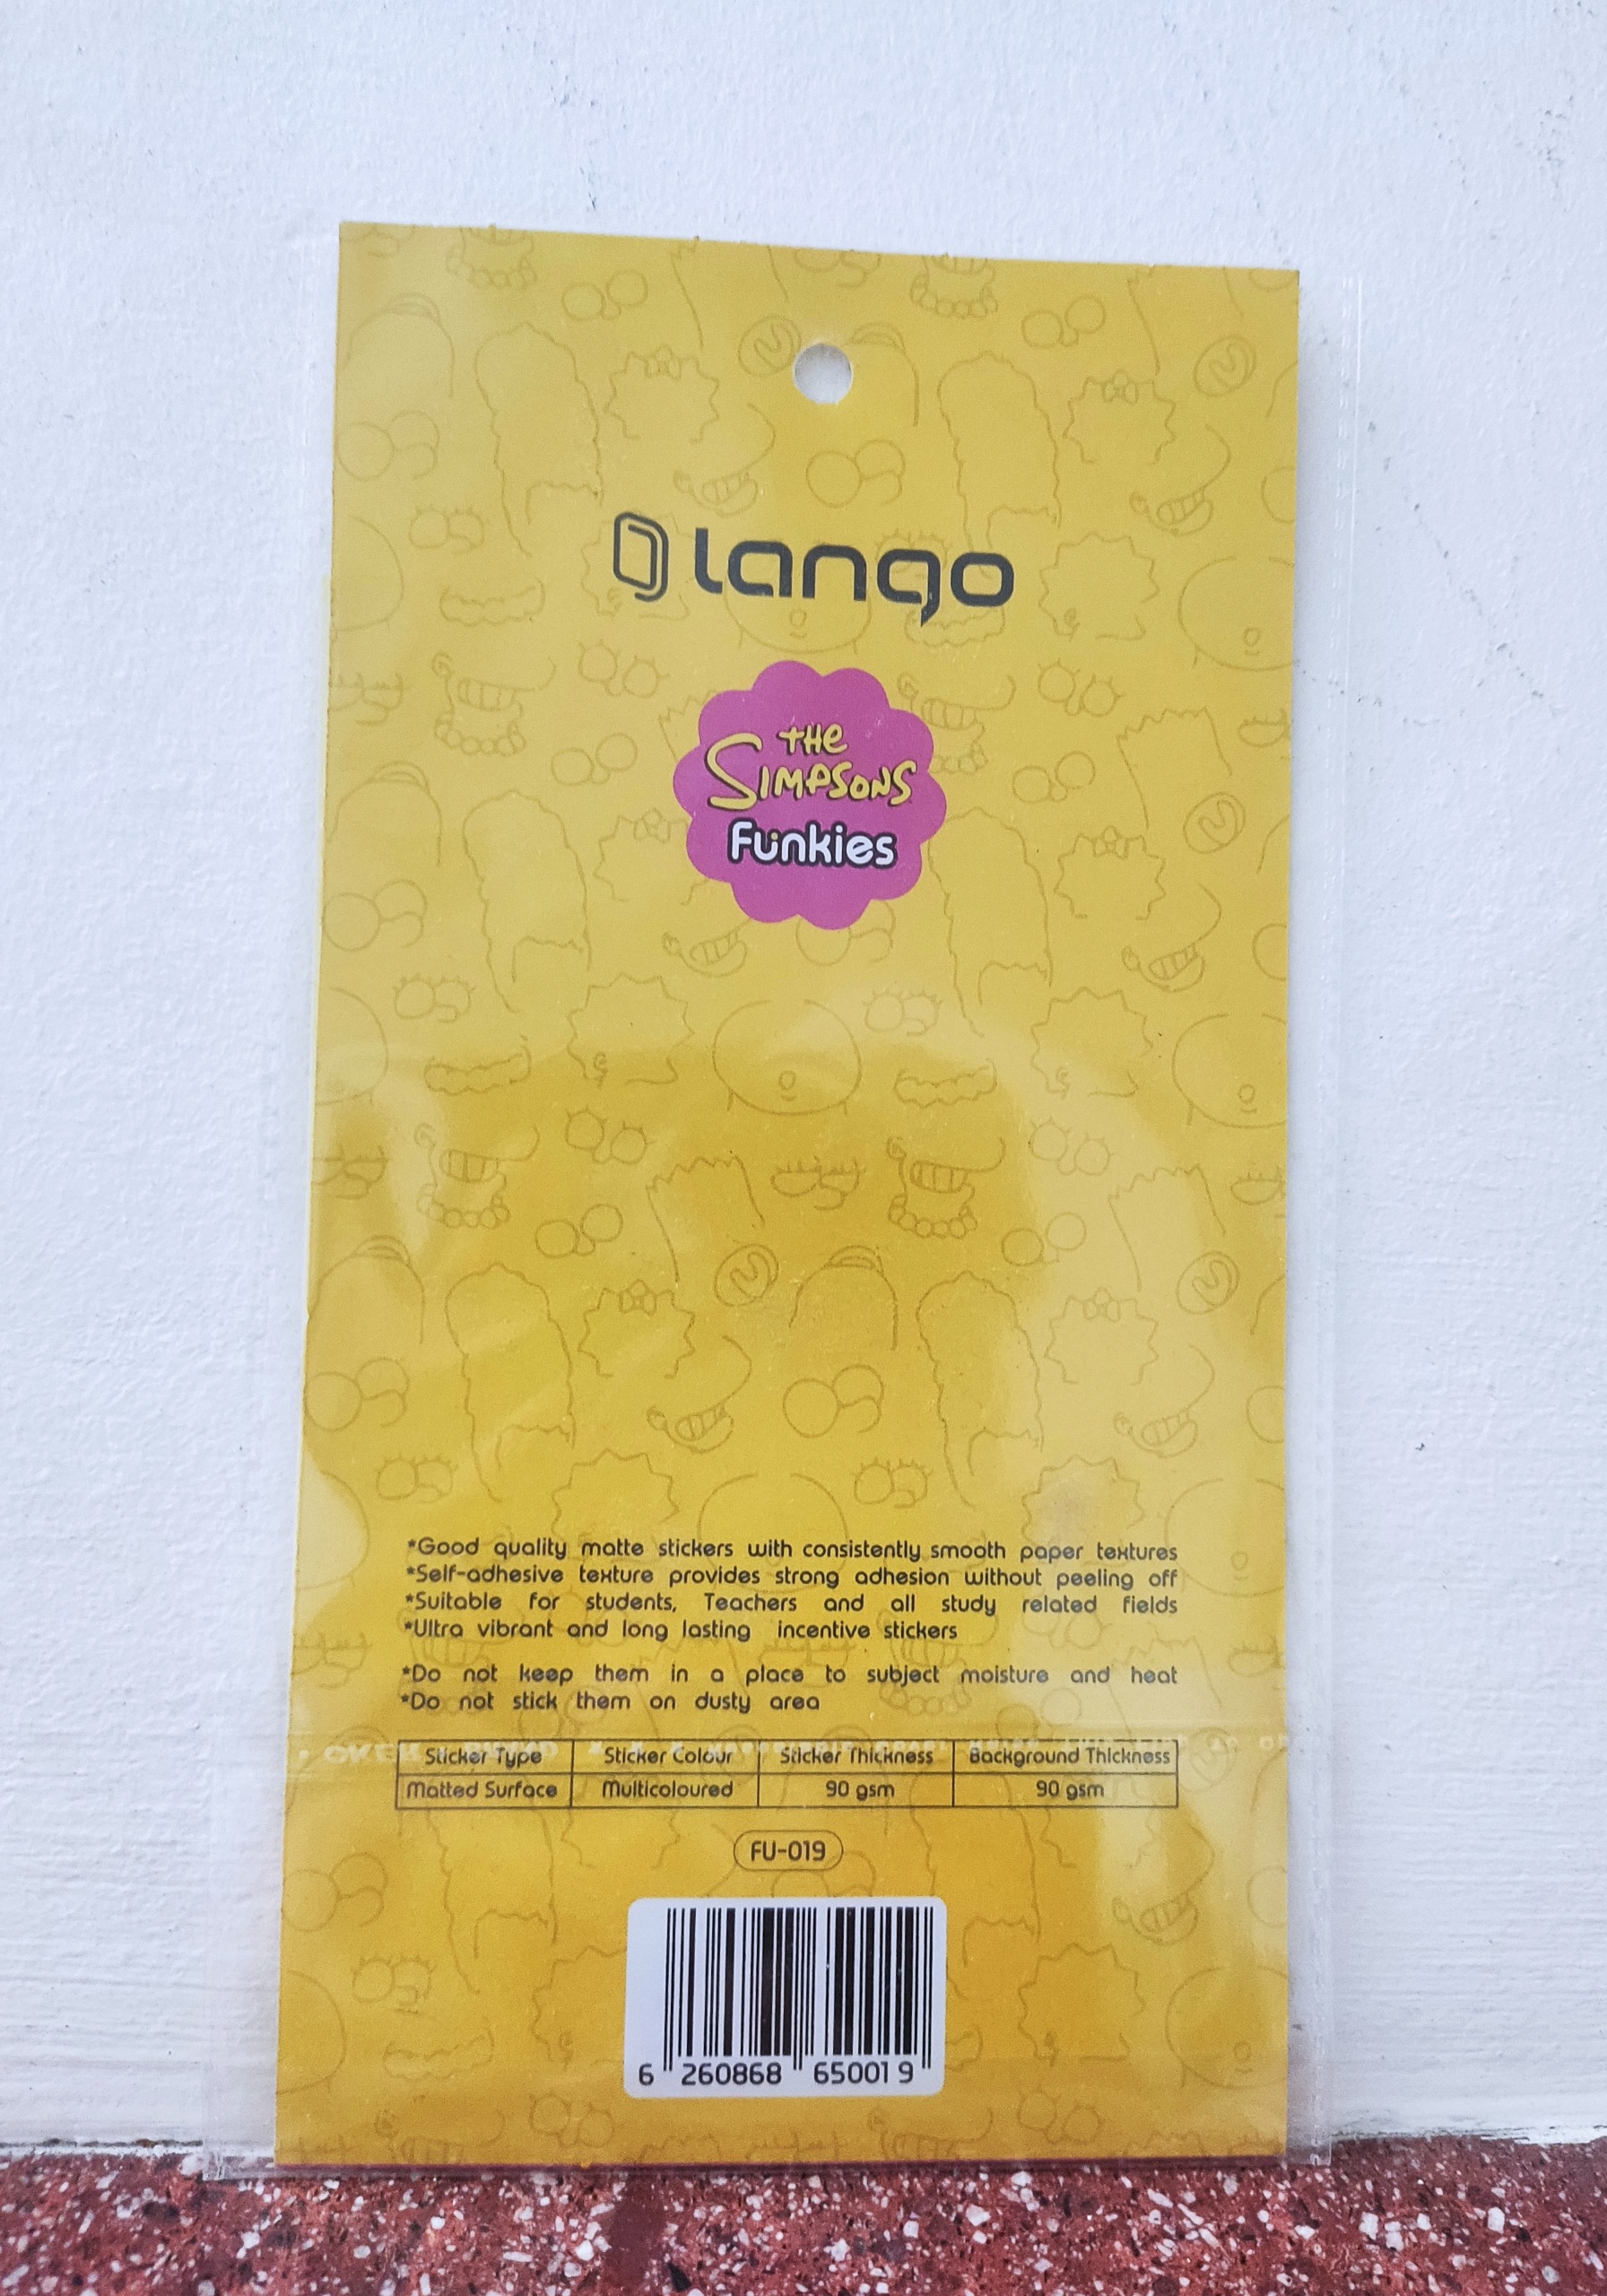 lango
THE
SIMPSONS
Funkies
*Good quality matte stickers with consistently smooth paper textures
*Self-adhesive texture provides strong adhesion without peeling off
*Suitable for students, Teachers and all study related fields
*Ultra vibrant and long lasting incentive stickers
*Do not keep them in a place to subject moisture and heat
*Do not stick them on dusty area
Sticker Type Sticker Colour Sticker Thickness Background Thickness
Matted Surface Multicoloured 90 gsm 90 gsm
FU-019
6 260868 650019